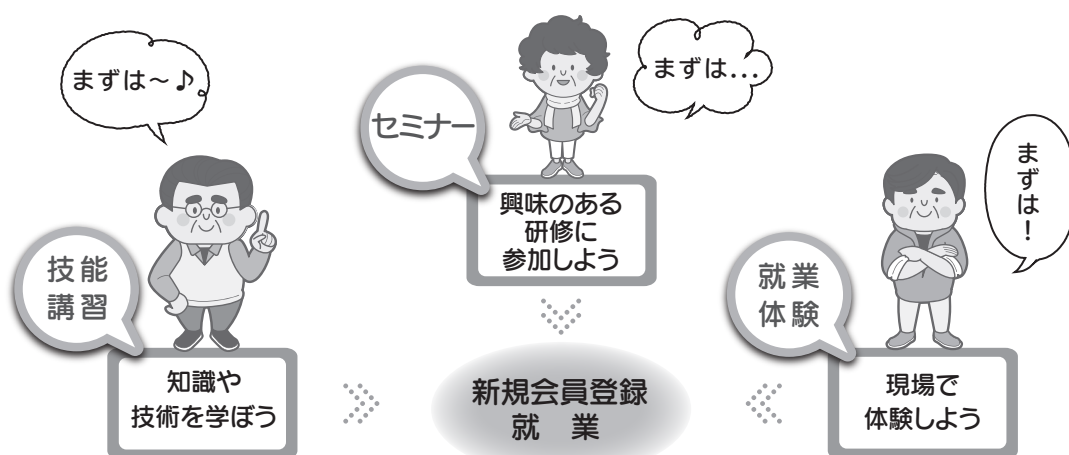 まずは～♪
技能
講習
知識や
技術を学ぼう
まずは...
セミナー
興味のある
研修に
参加しよう
まずは！
就業
体験
現場で
体験しよう
新規会員登録
就　業